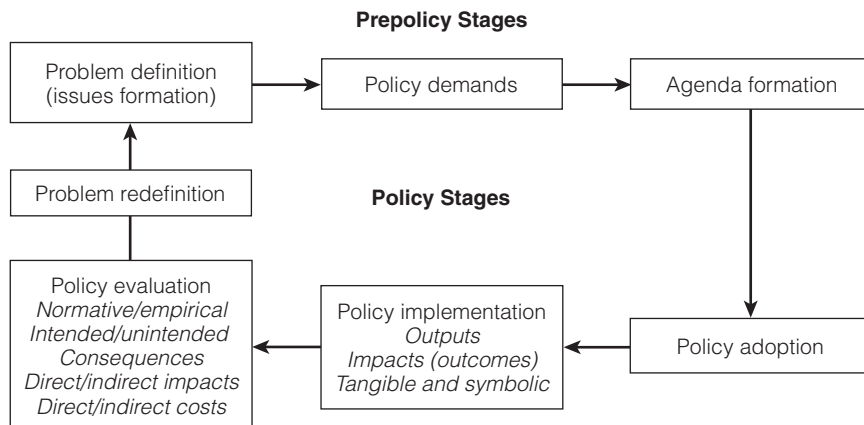 Prepolicy Stages
Problem definition
(issues formation)
Policy demands
Agenda formation
Problem redefinition
Policy Stages
Policy evaluation
Normative/empirical
Intended/unintended
Consequences
Direct/indirect impacts
Direct/indirect costs
Policy implementation
Outputs
Impacts (outcomes)
Tangible and symbolic
Policy adoption